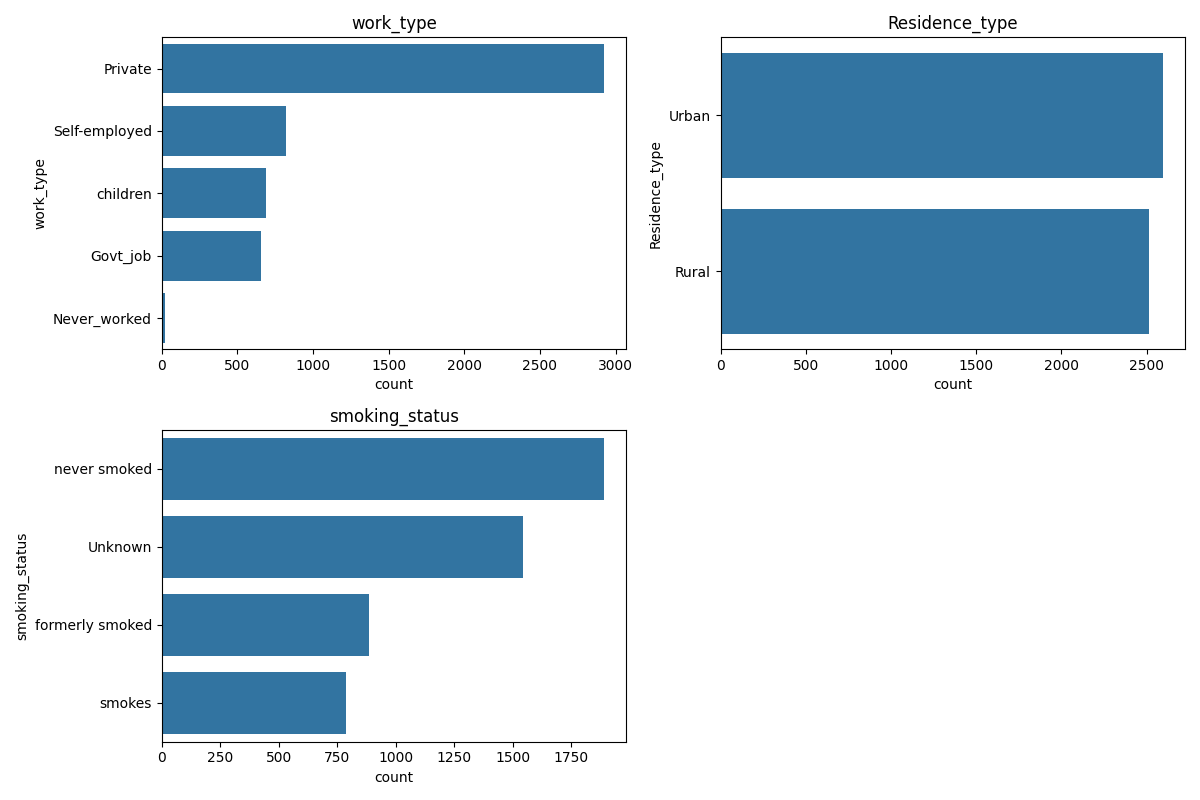 work_type
work_type
Private
Self-employed
children
Govt_job
Never_worked
0 500 1000 1500 2000 2500 3000
count
Residence_type
Residence_type
Urban
Rural
0 500 1000 1500 2000 2500
count
smoking_status
smoking_status
never smoked
Unknown
formerly smoked
smokes
0 250 500 750 1000 1250 1500 1750
count